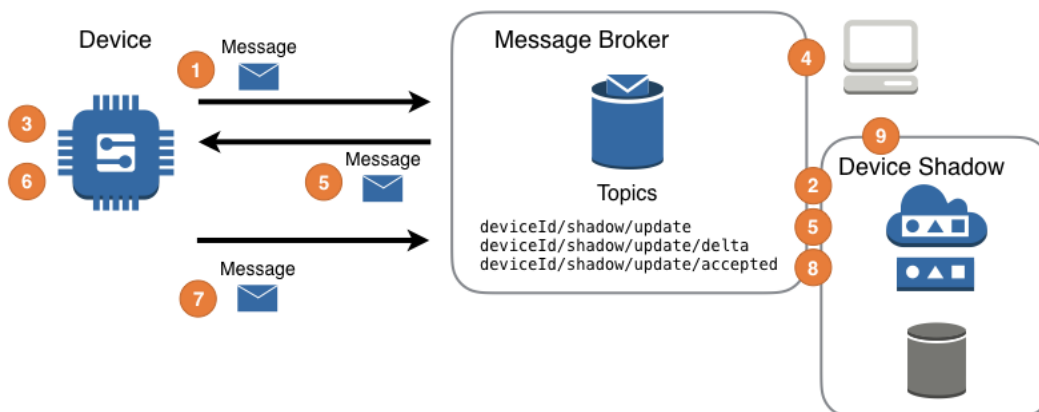 Device
Message
1
3
6
Message
5
Message
7
Message Broker
Topics
deviceId/shadow/update
deviceId/shadow/update/delta
deviceId/shadow/update/accepted
4
9
Device Shadow
2
5
8